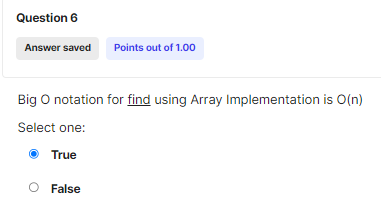 Question 6
Answer saved Points out of 1.00
Big O notation for find using Array Implementation is O(n)
Select one:
True
False